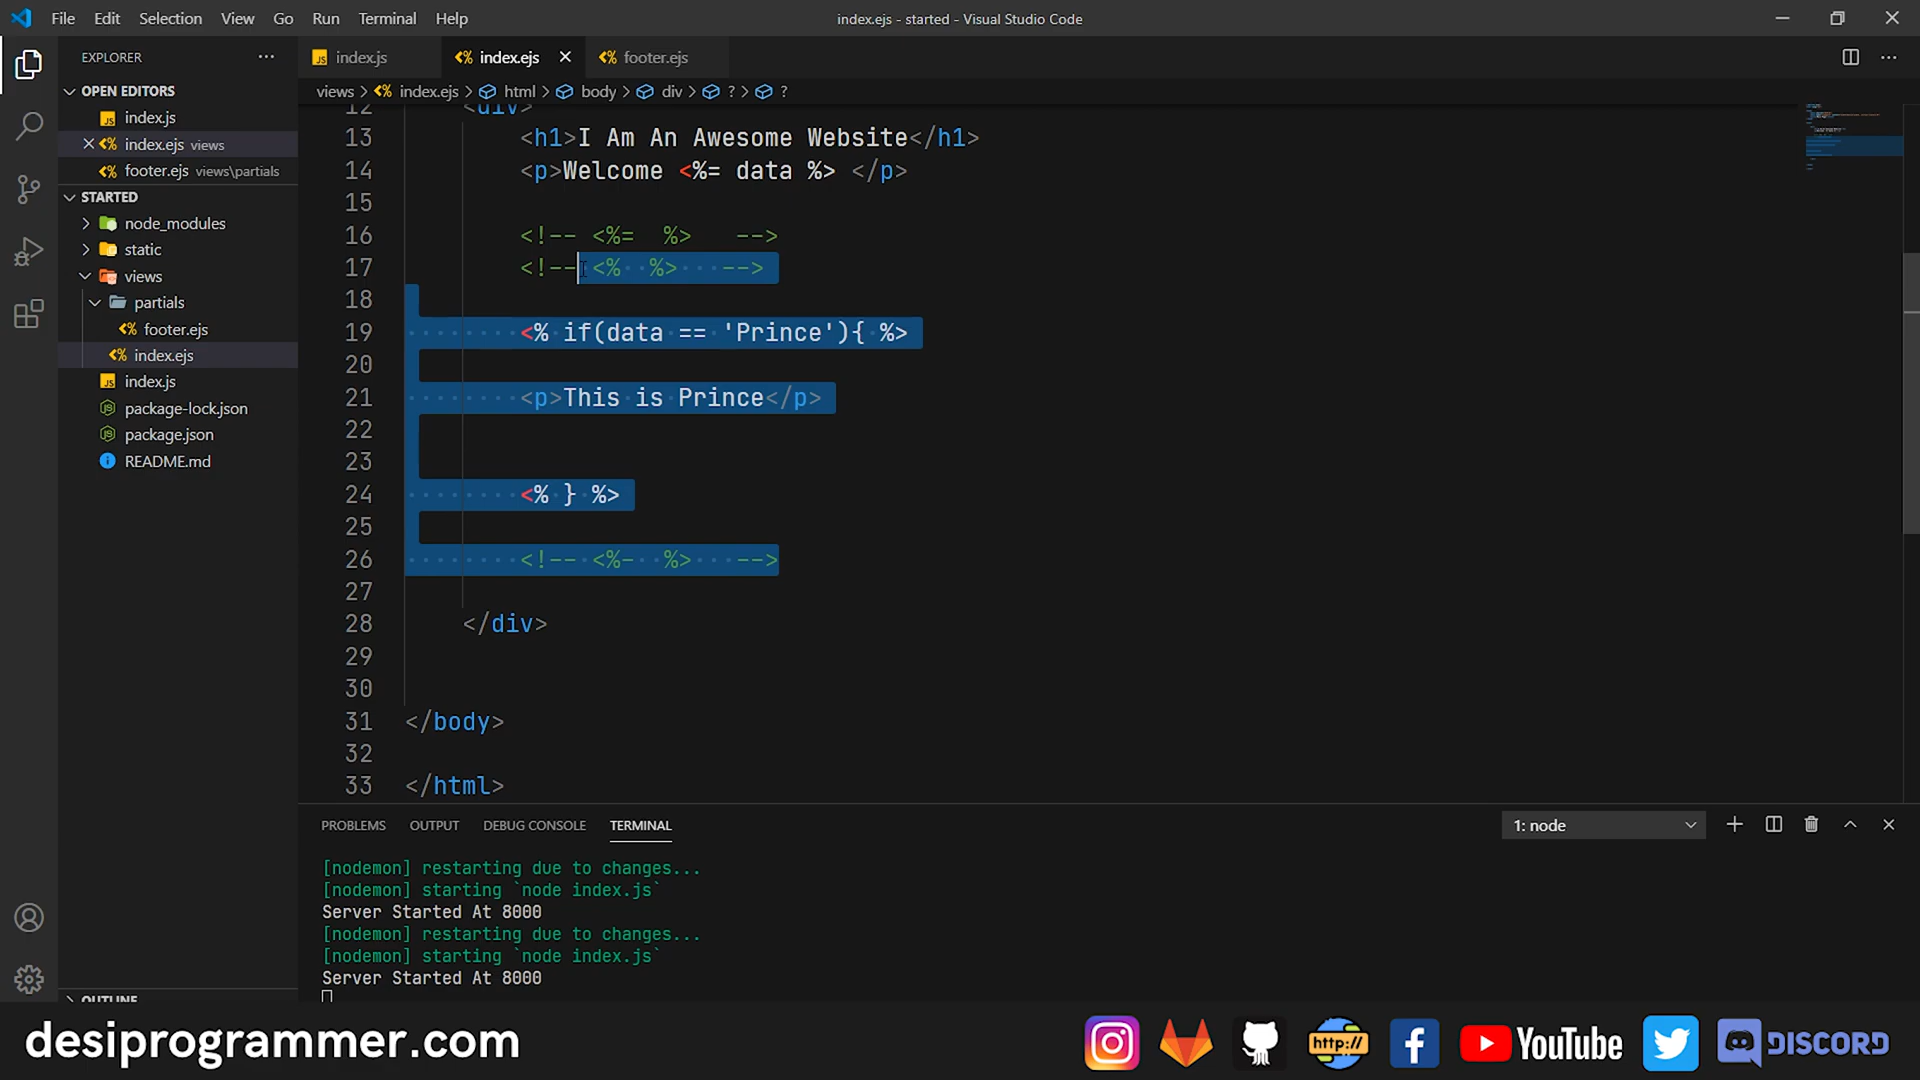 File Edit Selection View Go Run Terminal Help
index.ejs - started - Visual Studio Code
EXPLORER
OPEN EDITORS
index.js
index.ejs views
footer.ejs views\partials
STARTED
node_modules
static
views
partials
footer.ejs
index.ejs
index.js
package-lock.json
package.json
README.md
OUTLINE
index.js index.ejs footer.ejs
views > index.ejs > html > body > div > ? > ?
12 <div>
13 <h1>I Am An Awesome Website</h1>
14 <p>Welcome <%= data %> </p>
15
16 <!-- <%= %> -->
17 <!-- <% %> -->
18
19 <% if(data == 'Prince'){ %>
20
21 <p>This is Prince</p>
22
23
24 <% } %>
25
26 <!-- <%- %> -->
27
28 </div>
29
30
31 </body>
32
33 </html>
PROBLEMS OUTPUT DEBUG CONSOLE TERMINAL
1: node
[nodemon] restarting due to changes...
[nodemon] starting `node index.js`
Server Started At 8000
[nodemon] restarting due to changes...
[nodemon] starting `node index.js`
Server Started At 8000
desiprogrammer.com
http://
YouTube
DISCORD